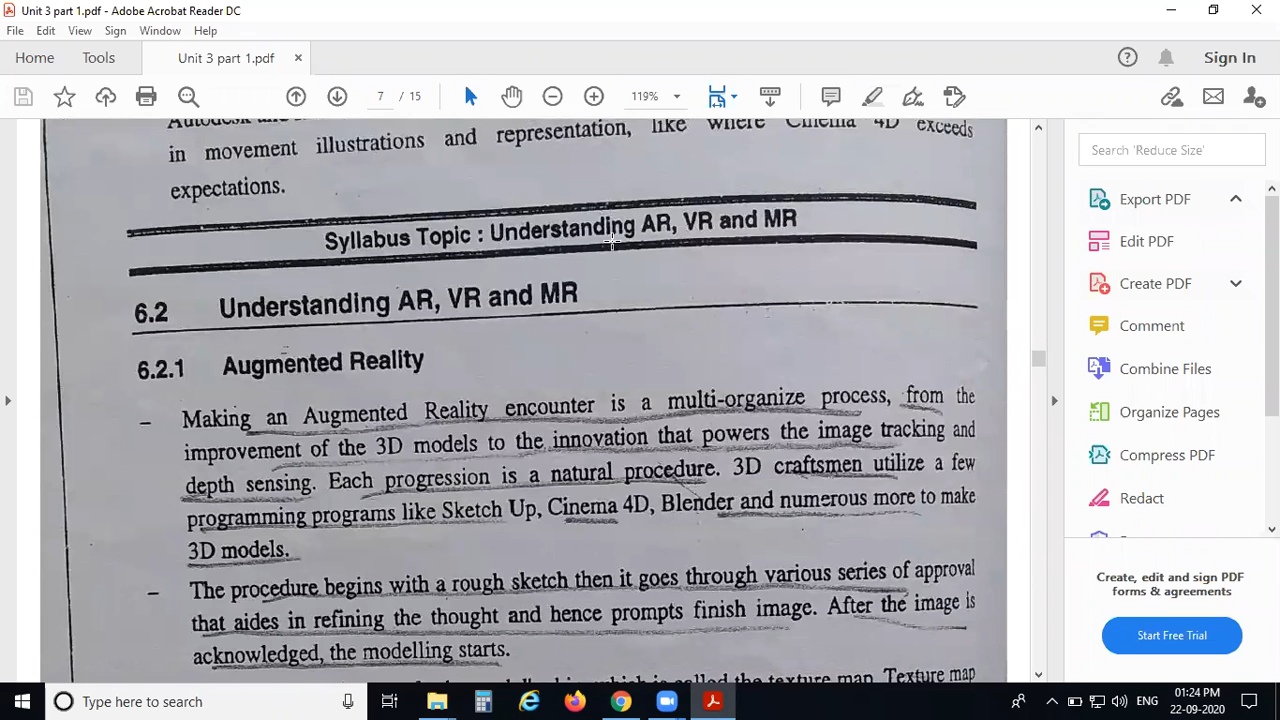 Unit 3 part 1.pdf - Adobe Acrobat Reader DC
File Edit View Sign Window Help
Home Tools Unit 3 part 1.pdf × Sign In
7 / 15 119%
Autodesk and
in movement illustrations and representation, like where Cinema 4D exceeds
expectations.
Syllabus Topic : Understanding AR, VR and MR
6.2 Understanding AR, VR and MR
6.2.1 Augmented Reality
– Making an Augmented Reality encounter is a multi-organize process, from the
improvement of the 3D models to the innovation that powers the image tracking and
depth sensing. Each progression is a natural procedure. 3D craftsmen utilize a few
programming programs like Sketch Up, Cinema 4D, Blender and numerous more to make
3D models.
– The procedure begins with a rough sketch then it goes through various series of approval
that aides in refining the thought and hence prompts finish image. After the image is
acknowledged, the modelling starts.
which is called the texture map. Texture map
Search 'Reduce Size'
Export PDF
Edit PDF
Create PDF
Comment
Combine Files
Organize Pages
Compress PDF
Redact
Create, edit and sign PDF
forms & agreements
Start Free Trial
Type here to search
ENG
01:24 PM
22-09-2020